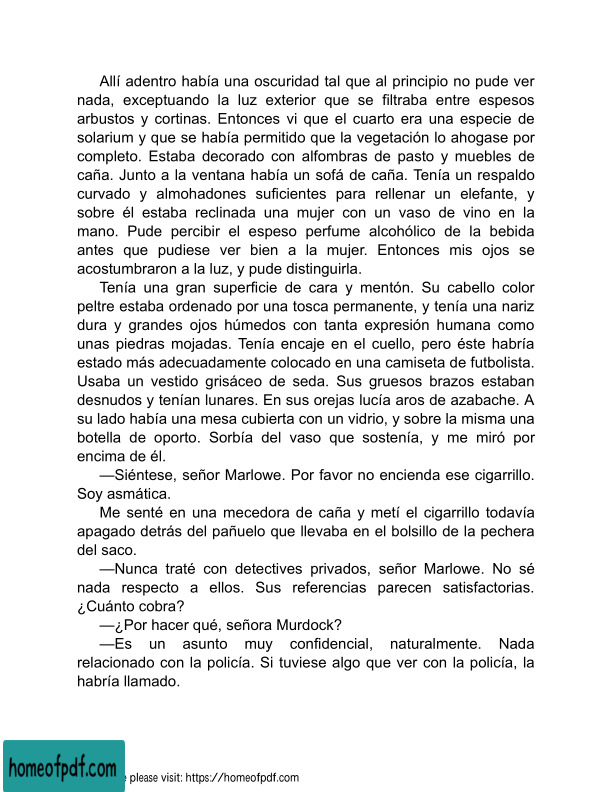 Allí adentro había una oscuridad tal que al principio no pude ver
nada, exceptuando la luz exterior que se filtraba entre espesos
arbustos y cortinas. Entonces vi que el cuarto era una especie de
solarium y que se había permitido que la vegetación lo ahogase por
completo. Estaba decorado con alfombras de pasto y muebles de
caña. Junto a la ventana había un sofá de caña. Tenía un respaldo
curvado y almohadones suficientes para rellenar un elefante, y
sobre él estaba reclinada una mujer con un vaso de vino en la
mano. Pude percibir el espeso perfume alcohólico de la bebida
antes que pudiese ver bien a la mujer. Entonces mis ojos se
acostumbraron a la luz, y pude distinguirla.
Tenía una gran superficie de cara y mentón. Su cabello color
peltre estaba ordenado por una tosca permanente, y tenía una nariz
dura y grandes ojos húmedos con tanta expresión humana como
unas piedras mojadas. Tenía encaje en el cuello, pero éste habría
estado más adecuadamente colocado en una camiseta de futbolista.
Usaba un vestido grisáceo de seda. Sus gruesos brazos estaban
desnudos y tenían lunares. En sus orejas lucía aros de azabache. A
su lado había una mesa cubierta con un vidrio, y sobre la misma una
botella de oporto. Sorbía del vaso que sostenía, y me miró por
encima de él.
—Siéntese, señor Marlowe. Por favor no encienda ese cigarrillo.
Soy asmática.
Me senté en una mecedora de caña y metí el cigarrillo todavía
apagado detrás del pañuelo que llevaba en el bolsillo de la pechera
del saco.
—Nunca traté con detectives privados, señor Marlowe. No sé
nada respecto a ellos. Sus referencias parecen satisfactorias.
¿Cuánto cobra?
—¿Por hacer qué, señora Murdock?
—Es un asunto muy confidencial, naturalmente. Nada
relacionado con la policía. Si tuviese algo que ver con la policía, la
habría llamado.
homeofpdf.com
please visit: https://homeofpdf.com